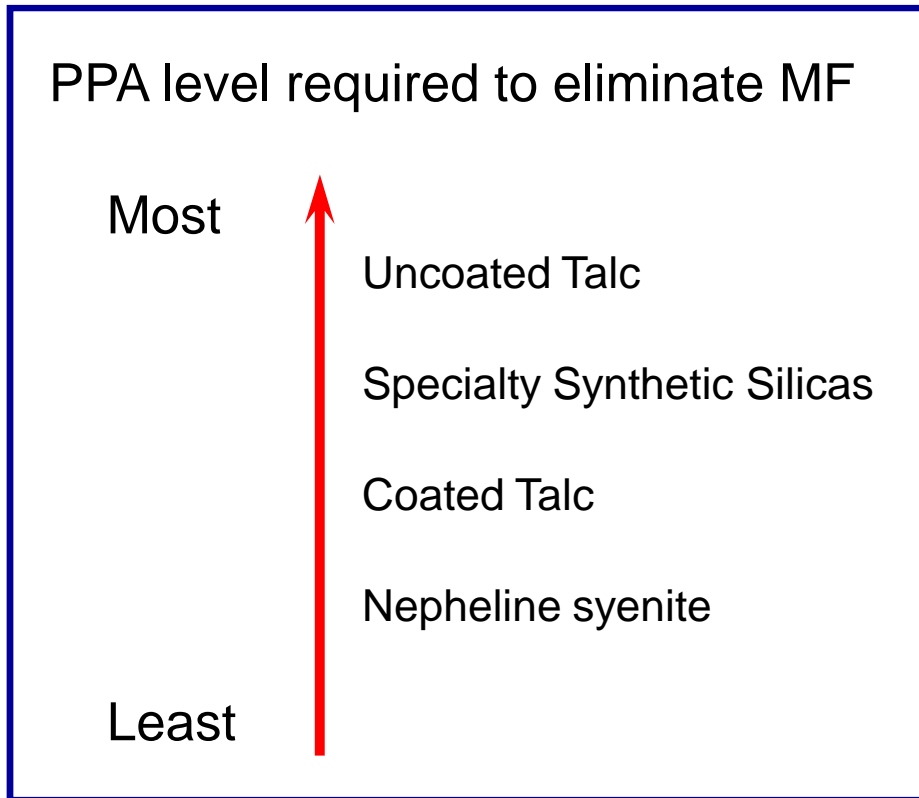 PPA level required to eliminate MF
Most
Uncoated Talc
Specialty Synthetic Silicas
Coated Talc
Nepheline syenite
Least